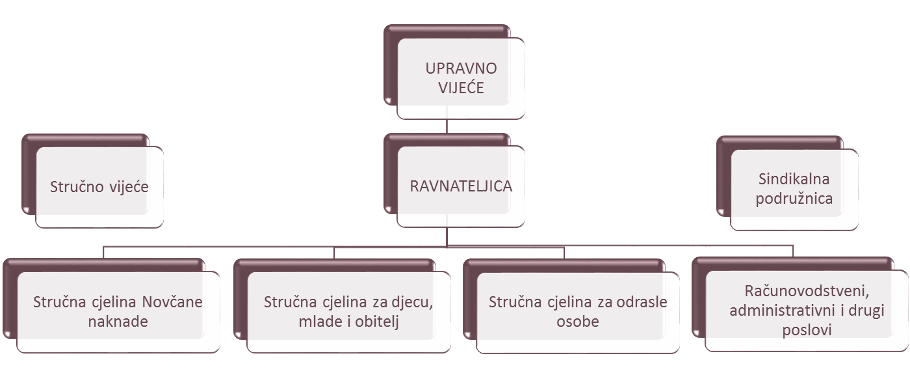 UPRAVNO
VIJEĆE
Stručno vijeće
RAVNATELJICA
Sindikalna
podružnica
Stručna cjelina Novčane
naknade
Stručna cjelina za djecu,
mlade i obitelj
Stručna cjelina za odrasle
osobe
Računovodstveni,
administrativni i drugi
poslovi